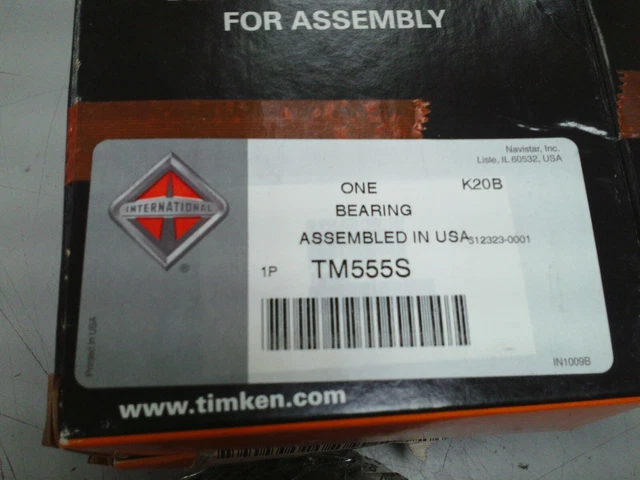 FOR ASSEMBLY
Navistar, Inc.
Lisle, IL 60532, USA
INTERNATIONAL
®
ONE
K20B
BEARING
ASSEMBLED IN USA
512323-0001
1P TM555S
Printed in USA
IN1009B
www.timken.com